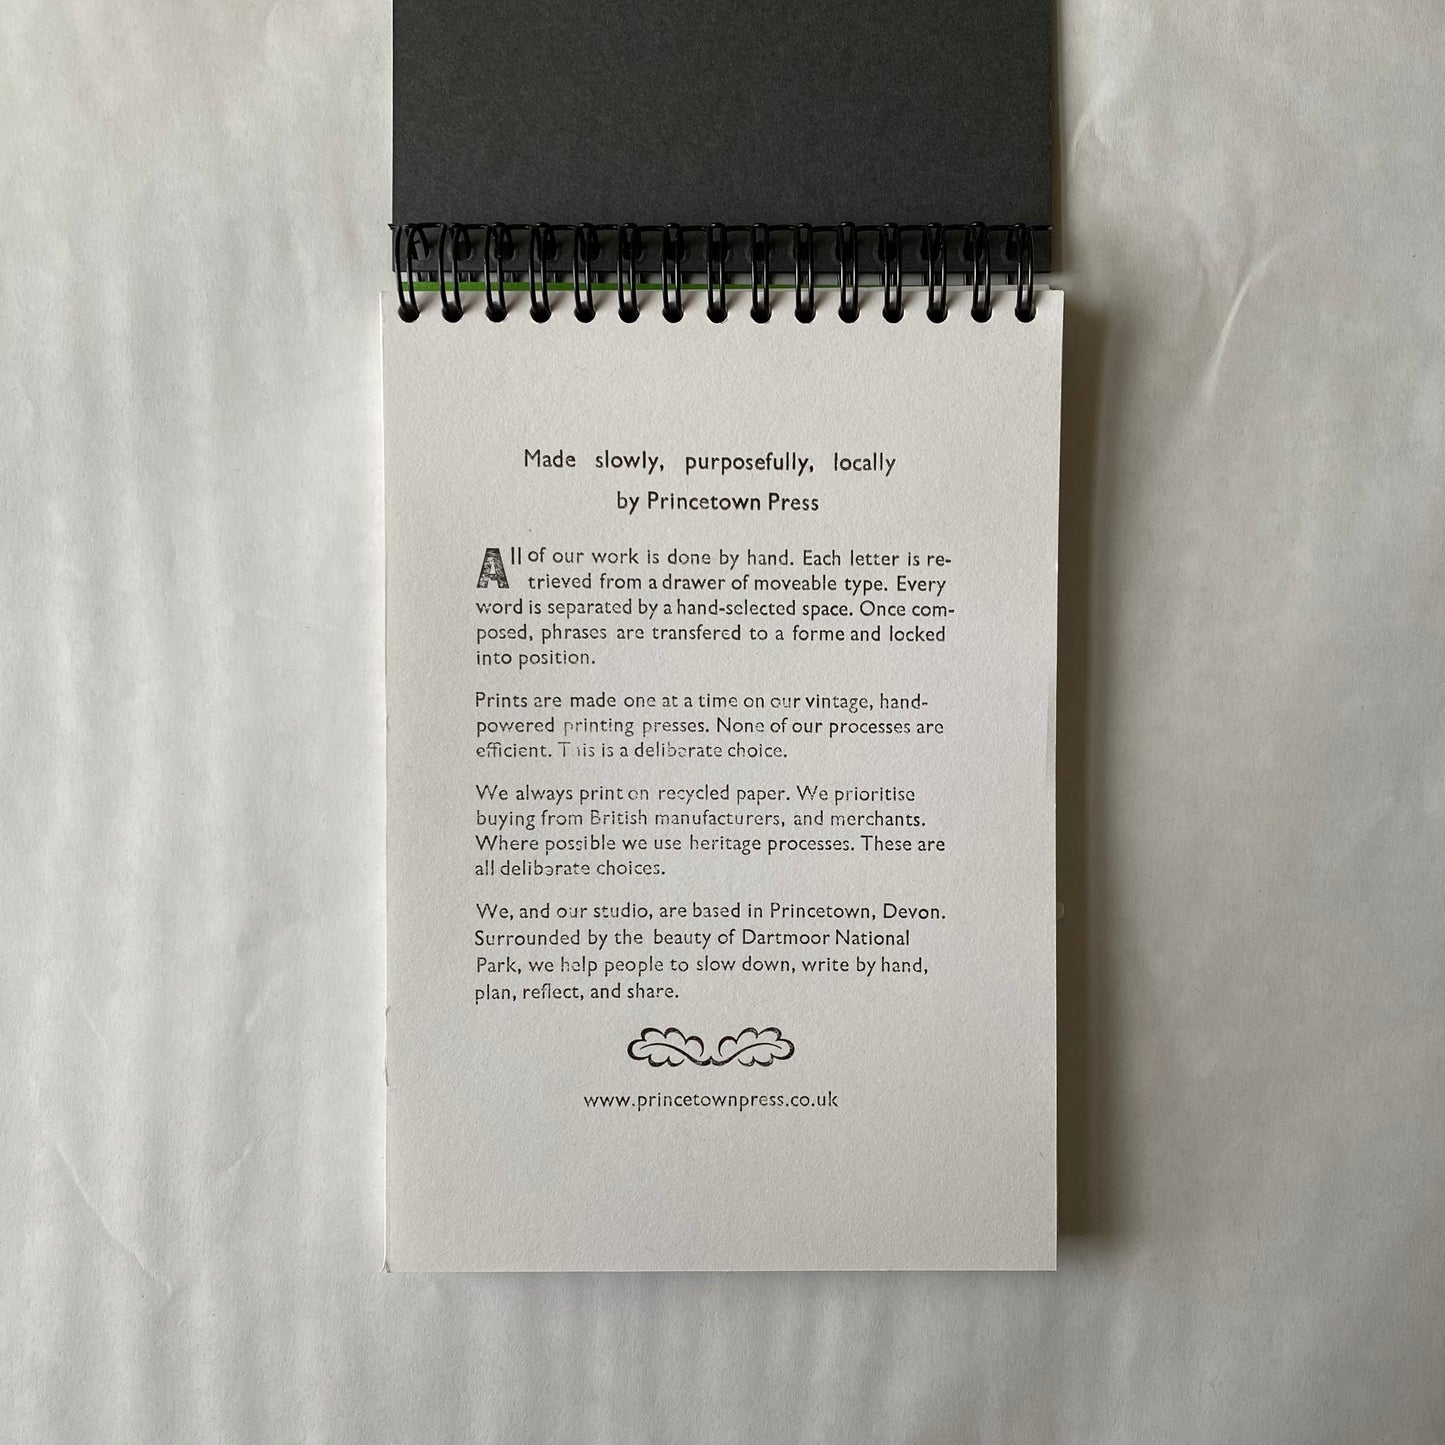 Made slowly, purposefully, locally
by Princetown Press
All of our work is done by hand. Each letter is re-
trieved from a drawer of moveable type. Every
word is separated by a hand-selected space. Once com-
posed, phrases are transfered to a forme and locked
into position.
Prints are made one at a time on our vintage, hand-
powered printing presses. None of our processes are
efficient. This is a deliberate choice.
We always print on recycled paper. We prioritise
buying from British manufacturers, and merchants.
Where possible we use heritage processes. These are
all deliberate choices.
We, and our studio, are based in Princetown, Devon.
Surrounded by the beauty of Dartmoor National
Park, we help people to slow down, write by hand,
plan, reflect, and share.
www.princetownpress.co.uk